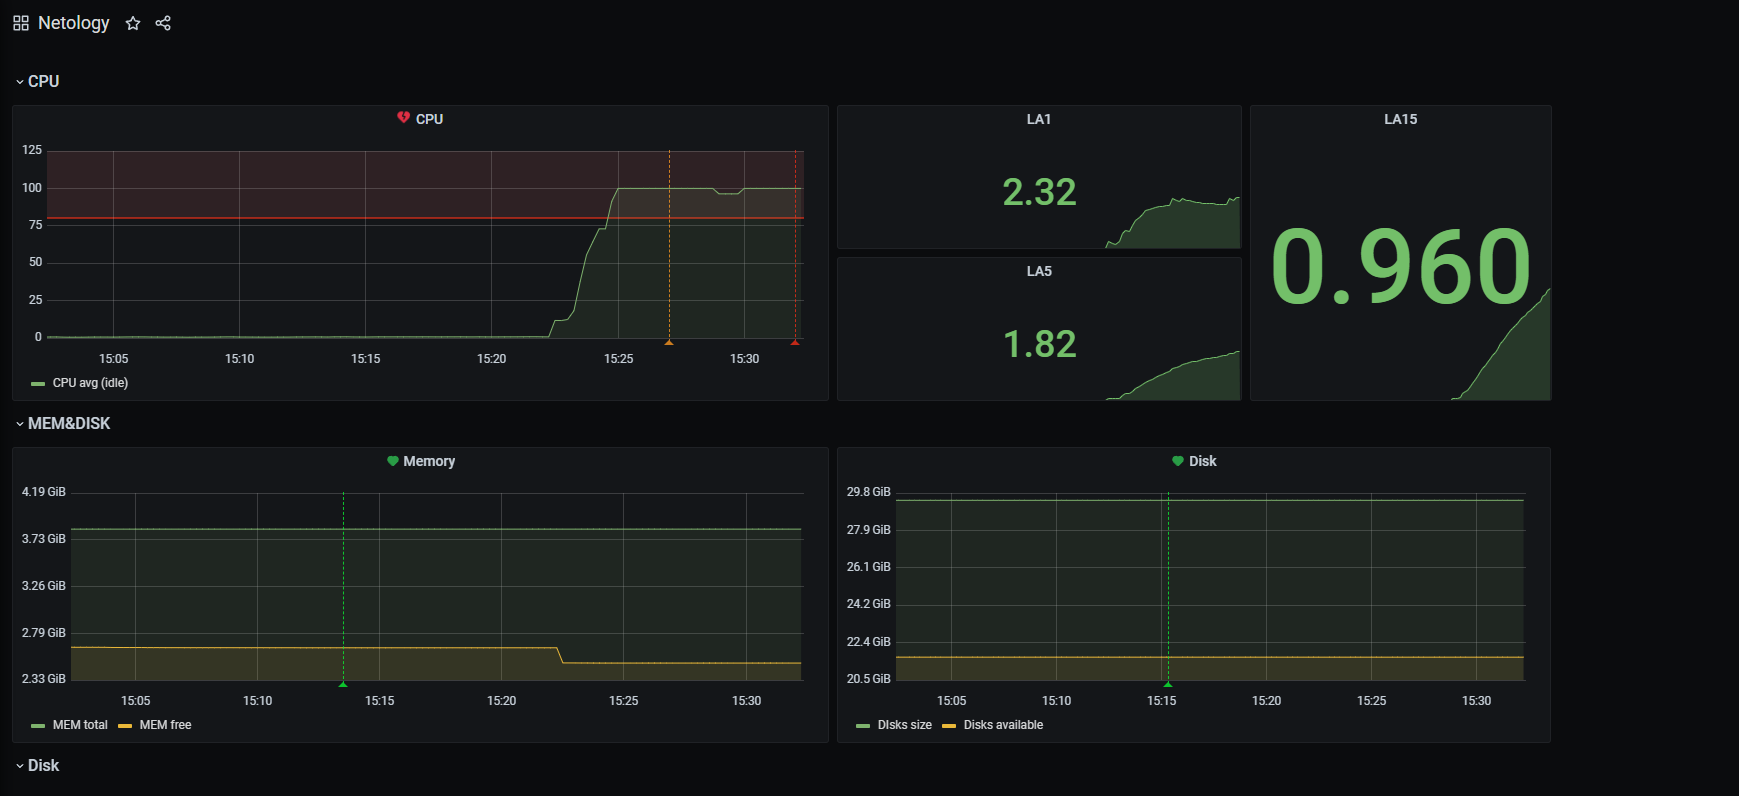 Netology
CPU
CPU
125
100
75
50
25
0
15:05 15:10 15:15 15:20 15:25 15:30
CPU avg (idle)
LA1
2.32
LA5
1.82
LA15
0.960
MEM&DISK
Memory
4.19 GiB
3.73 GiB
3.26 GiB
2.79 GiB
2.33 GiB
15:05 15:10 15:15 15:20 15:25 15:30
MEM total MEM free
Disk
29.8 GiB
27.9 GiB
26.1 GiB
24.2 GiB
22.4 GiB
20.5 GiB
15:05 15:10 15:15 15:20 15:25 15:30
DIsks size Disks available
Disk